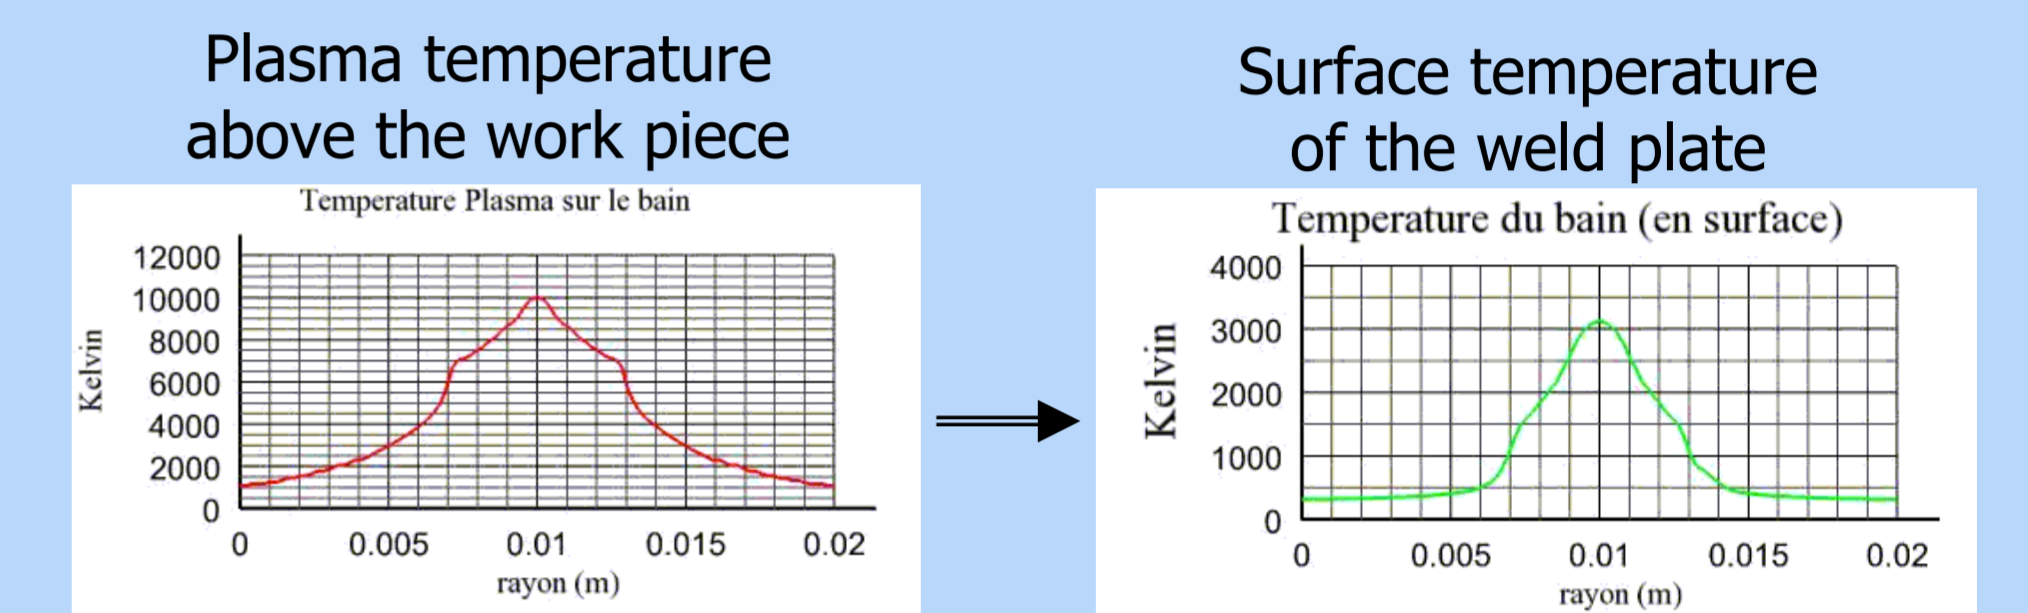 Plasma temperature
above the work piece
Temperature Plasma sur le bain
Kelvin
12000
10000
8000
6000
4000
2000
0
0 0.005 0.01 0.015 0.02
rayon (m)
Surface temperature
of the weld plate
Temperature du bain (en surface)
Kelvin
4000
3000
2000
1000
0
0 0.005 0.01 0.015 0.02
rayon (m)